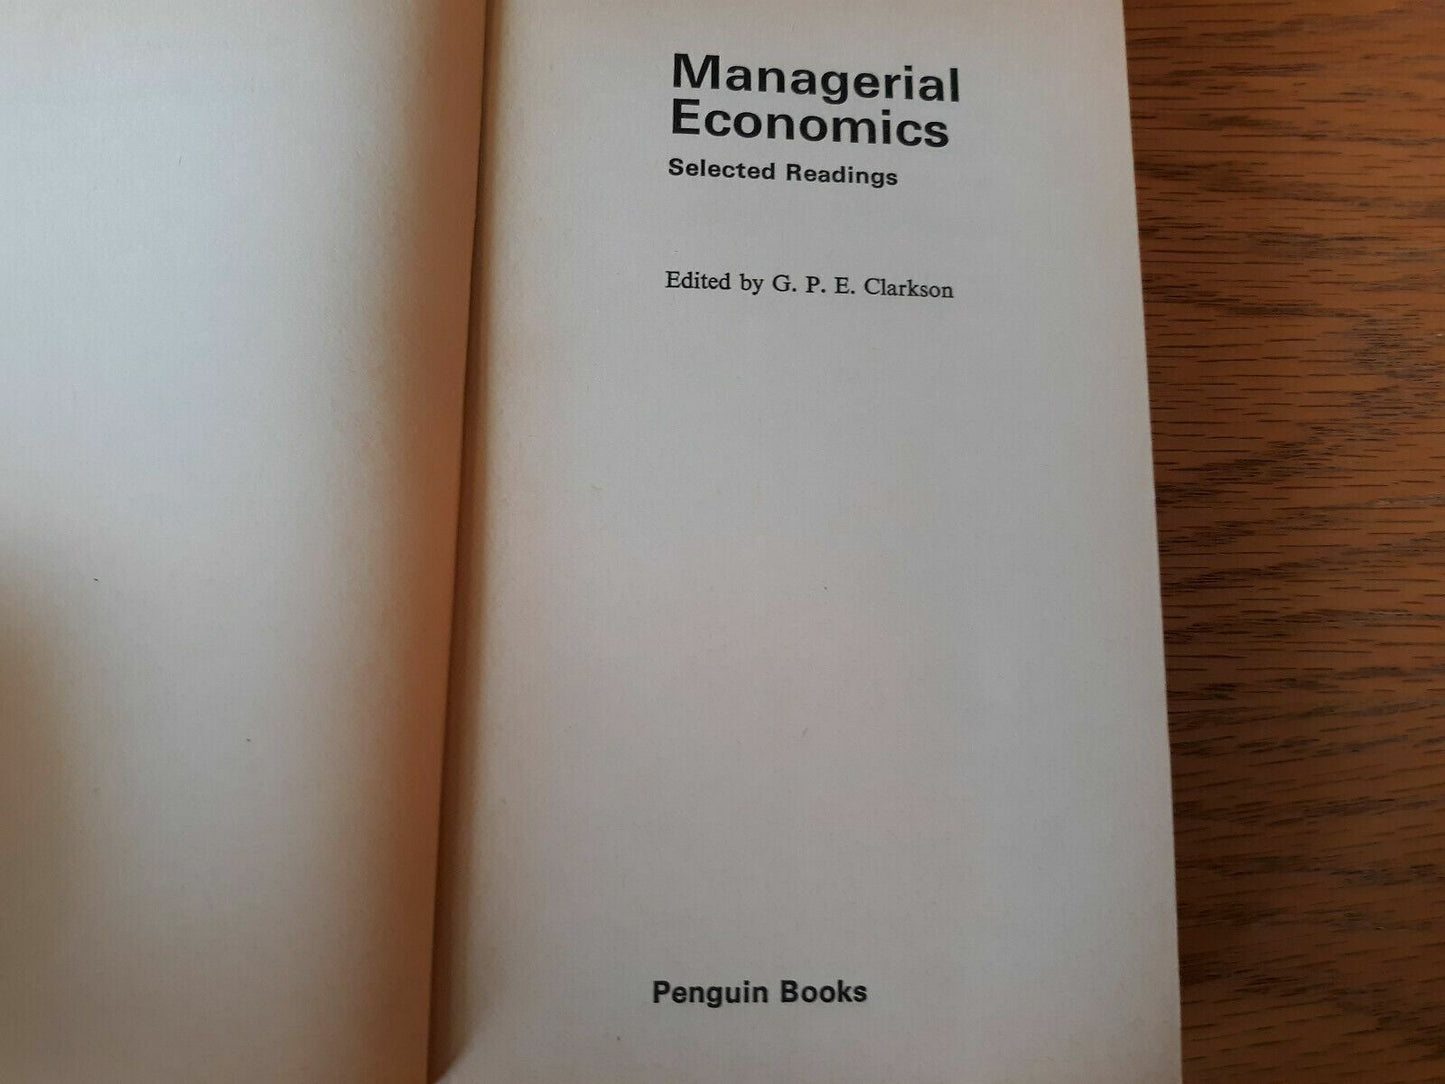 Managerial
Economics
Selected Readings
Edited by G. P. E. Clarkson
Penguin Books